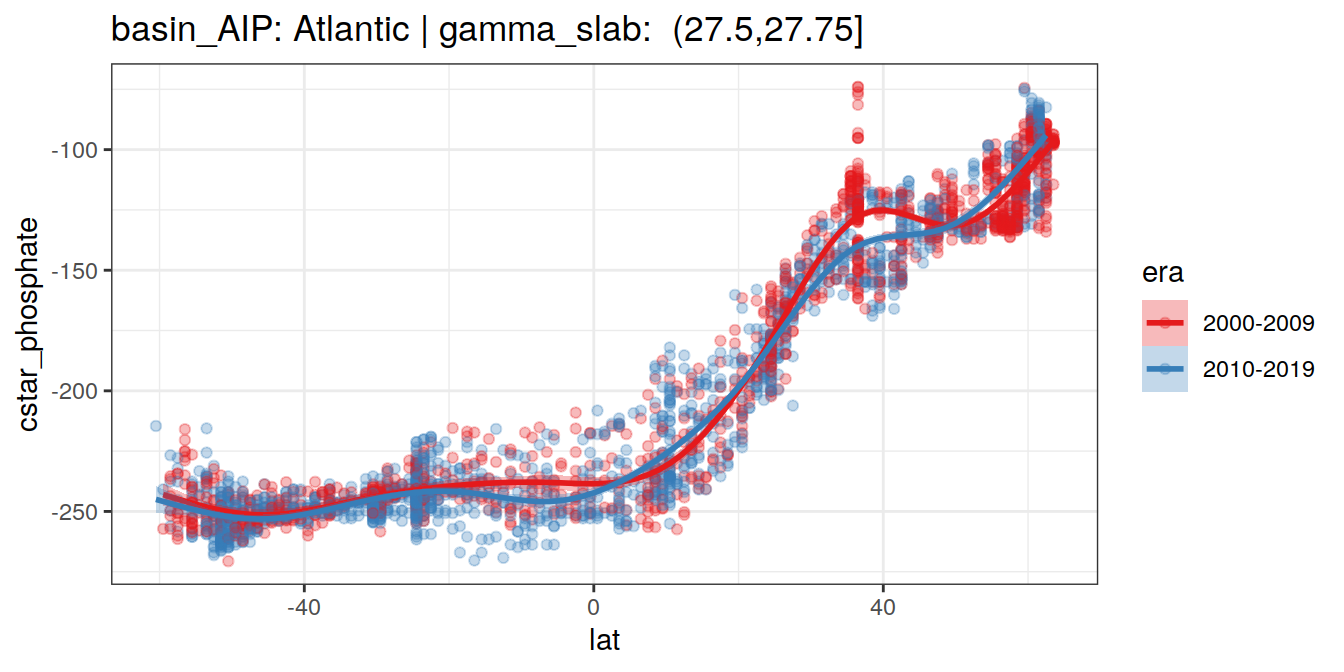 basin_AIP: Atlantic | gamma_slab:  (27.5,27.75]
-100
-150
-200
-250
cstar_phosphate
-40
0
40
lat
era
2000-2009
2010-2019